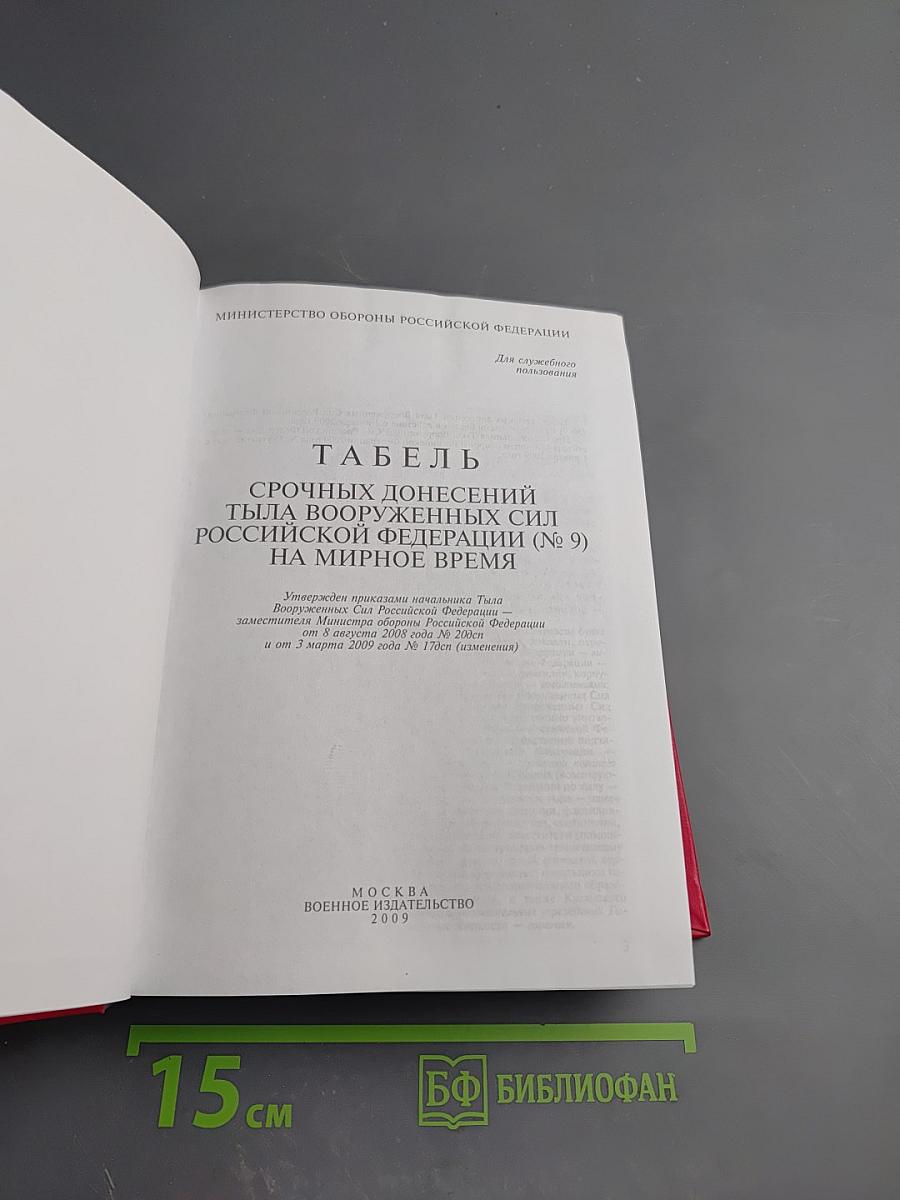 МИНИСТЕРСТВО ОБОРОНЫ РОССИЙСКОЙ ФЕДЕРАЦИИ
Для служебного
пользования
ТАБЕЛЬ
СРОЧНЫХ ДОНЕСЕНИЙ
ТЫЛА ВООРУЖЕННЫХ СИЛ
РОССИЙСКОЙ ФЕДЕРАЦИИ (№ 9)
НА МИРНОЕ ВРЕМЯ
Утвержден приказами начальника Тыла
Вооруженных Сил Российской Федерации —
заместителя Министра обороны Российской Федерации
от 8 августа 2008 года № 20дсп
и от 3 марта 2009 года № 17дсп (изменения)
МОСКВА
ВОЕННОЕ ИЗДАТЕЛЬСТВО
2009
15 см
БФ БИБЛИОФАН